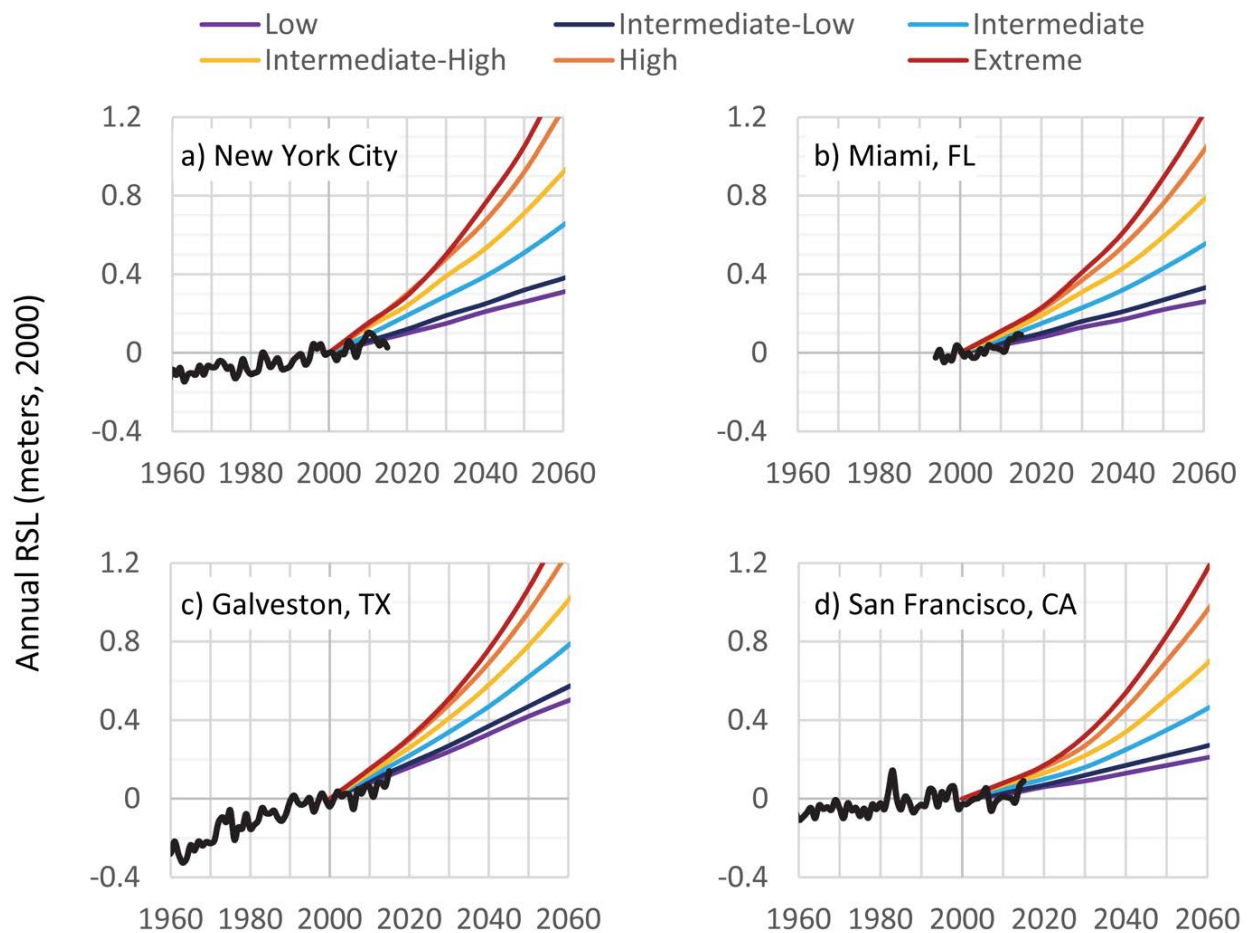 Low Intermediate-Low Intermediate
Intermediate-High High Extreme
Annual RSL (meters, 2000)
a) New York City
1.2
0.8
0.4
0
-0.4
1960 1980 2000 2020 2040 2060
b) Miami, FL
1.2
0.8
0.4
0
-0.4
1960 1980 2000 2020 2040 2060
c) Galveston, TX
1.2
0.8
0.4
0
-0.4
1960 1980 2000 2020 2040 2060
d) San Francisco, CA
1.2
0.8
0.4
0
-0.4
1960 1980 2000 2020 2040 2060